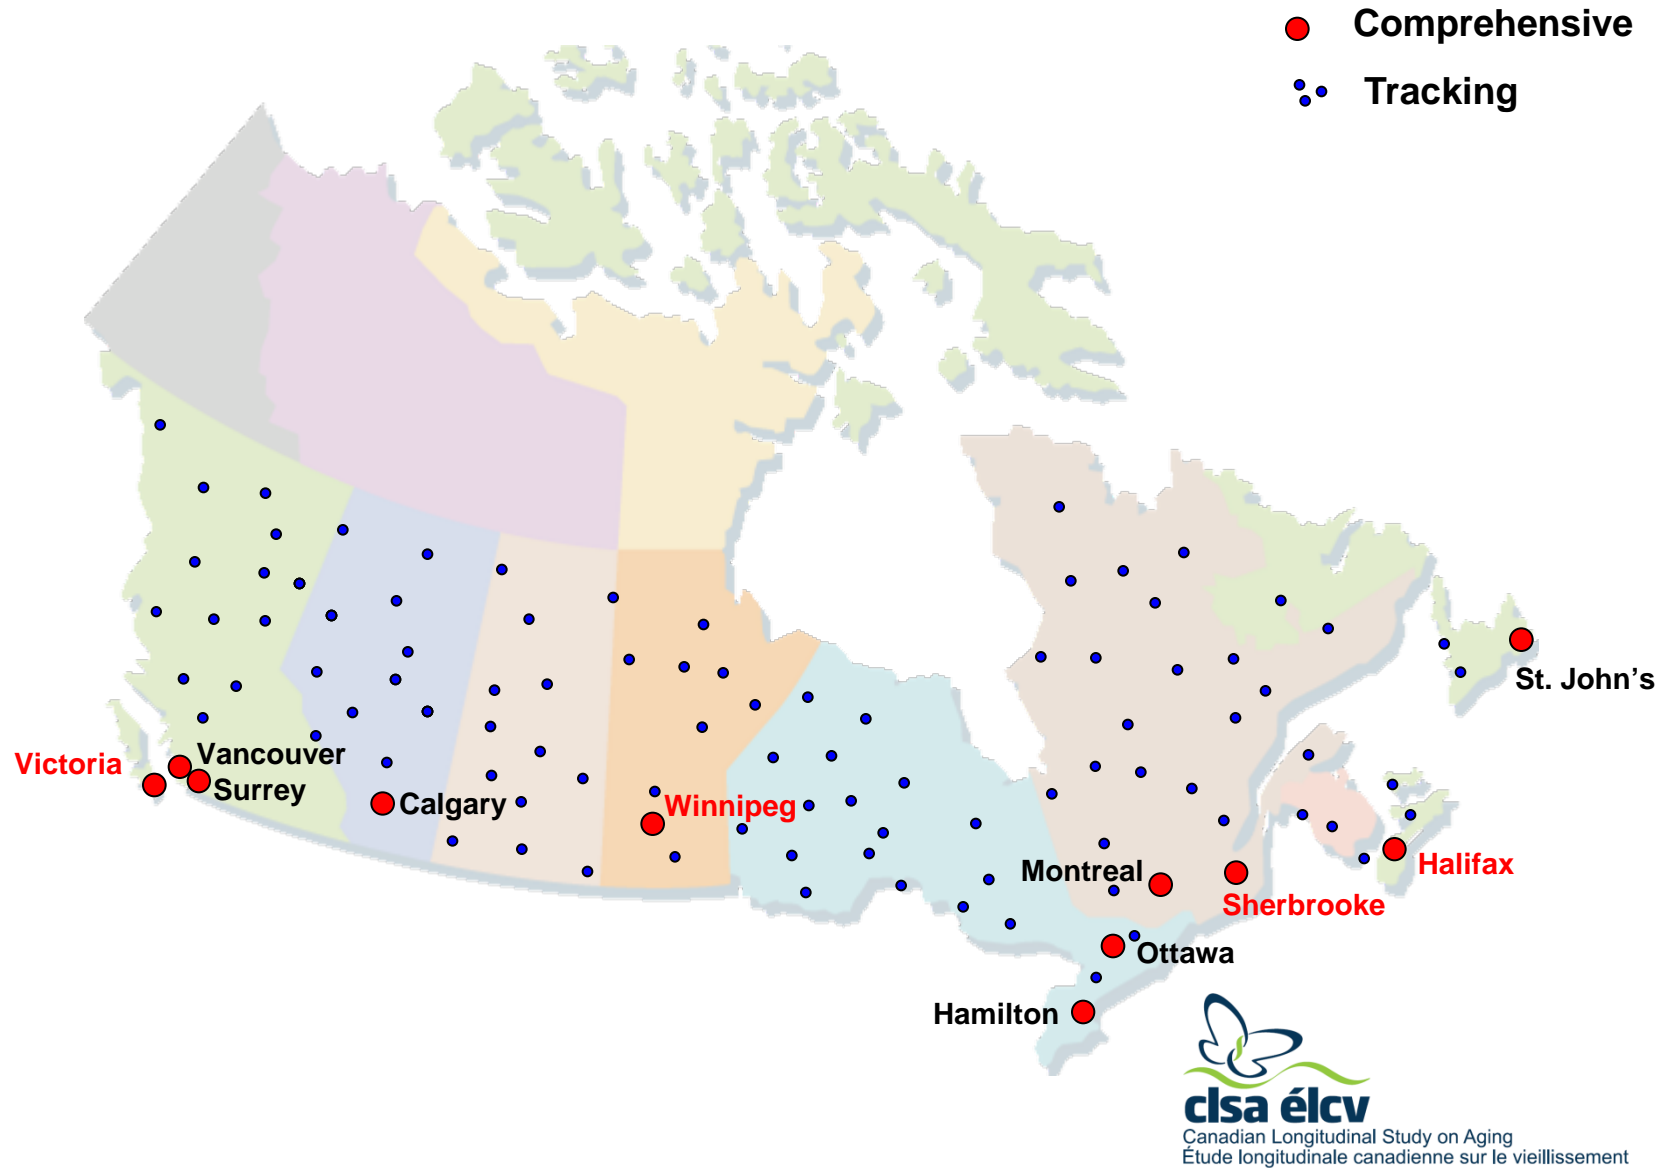 Comprehensive
Tracking
St. John’s
Victoria
Vancouver
Surrey
Calgary
Winnipeg
Montreal
Halifax
Sherbrooke
Ottawa
Hamilton
clsa élcv
Canadian Longitudinal Study on Aging
Étude longitudinale canadienne sur le vieillissement